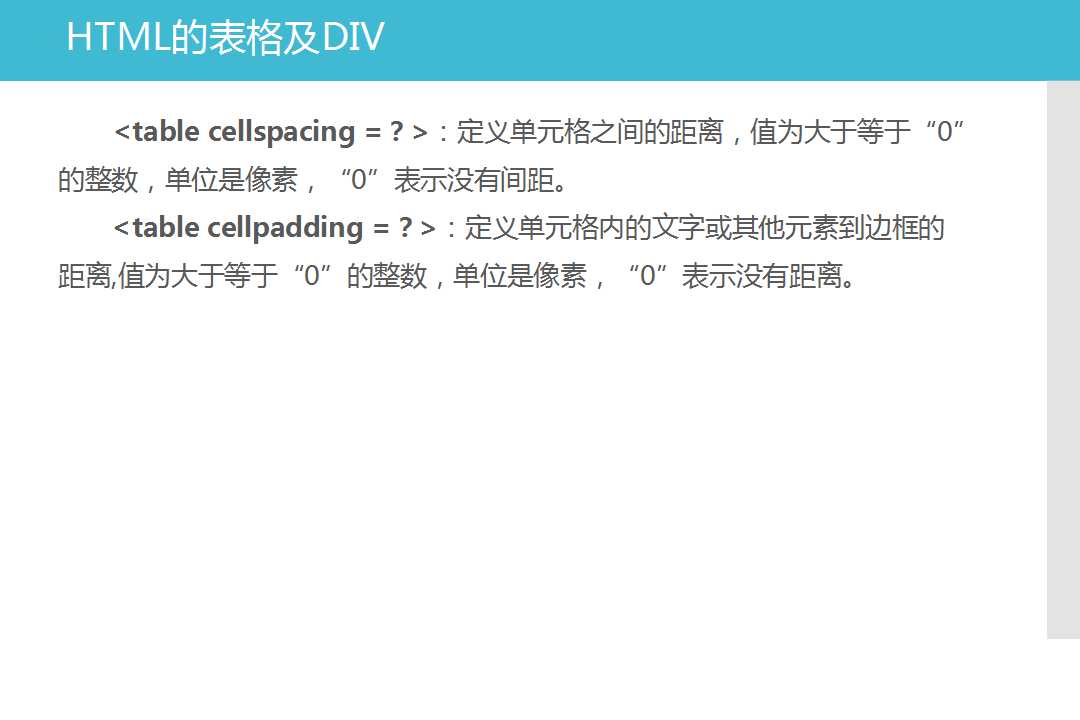 HTML的表格及DIV
<table cellspacing = ? >：定义单元格之间的距离，值为大于等于“0”
的整数，单位是像素，“0”表示没有间距。
<table cellpadding = ? >：定义单元格内的文字或其他元素到边框的
距离,值为大于等于“0”的整数，单位是像素，“0”表示没有距离。